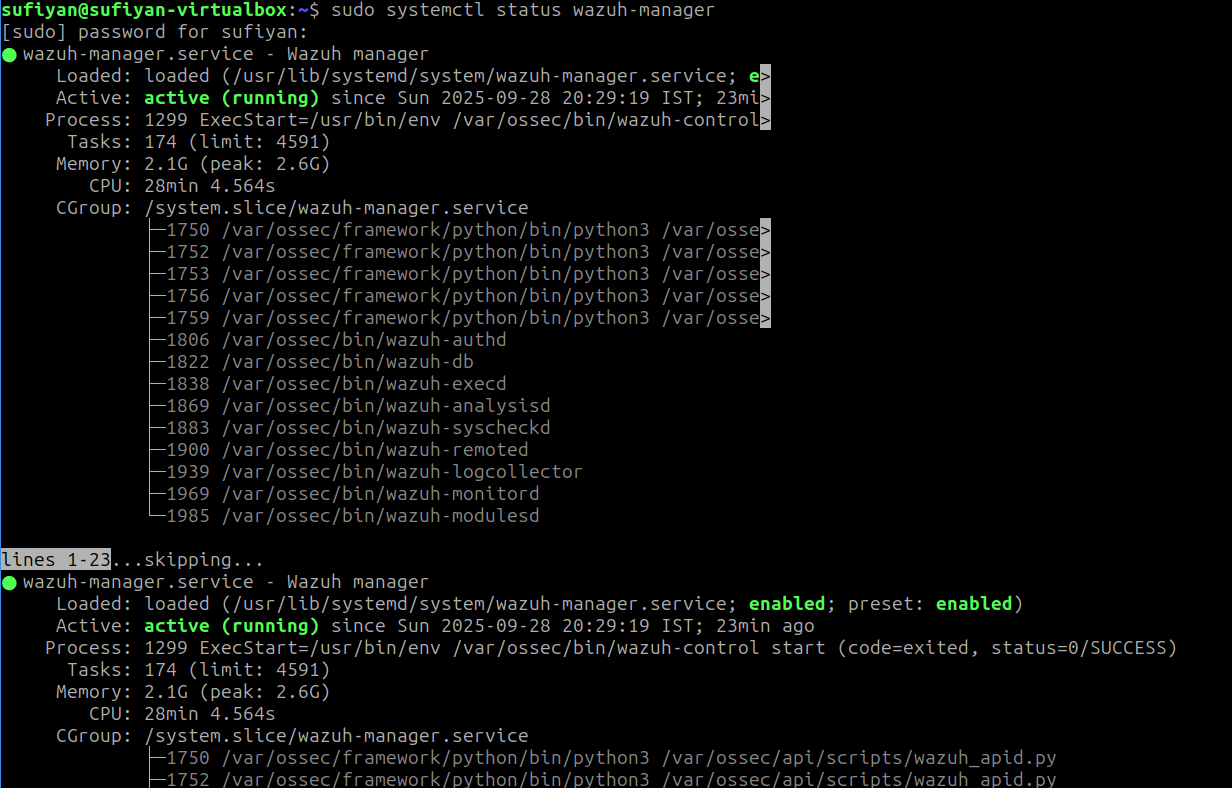 sufiyan@sufiyan-virtualbox:~$ sudo systemctl status wazuh-manager
[sudo] password for sufiyan:
● wazuh-manager.service - Wazuh manager
     Loaded: loaded (/usr/lib/systemd/system/wazuh-manager.service; e>
     Active: active (running) since Sun 2025-09-28 20:29:19 IST; 23mi>
    Process: 1299 ExecStart=/usr/bin/env /var/ossec/bin/wazuh-control>
      Tasks: 174 (limit: 4591)
     Memory: 2.1G (peak: 2.6G)
        CPU: 28min 4.564s
     CGroup: /system.slice/wazuh-manager.service
             ├─1750 /var/ossec/framework/python/bin/python3 /var/osse>
             ├─1752 /var/ossec/framework/python/bin/python3 /var/osse>
             ├─1753 /var/ossec/framework/python/bin/python3 /var/osse>
             ├─1756 /var/ossec/framework/python/bin/python3 /var/osse>
             ├─1759 /var/ossec/framework/python/bin/python3 /var/osse>
             ├─1806 /var/ossec/bin/wazuh-authd
             ├─1822 /var/ossec/bin/wazuh-db
             ├─1838 /var/ossec/bin/wazuh-execd
             ├─1869 /var/ossec/bin/wazuh-analysisd
             ├─1883 /var/ossec/bin/wazuh-syscheckd
             ├─1900 /var/ossec/bin/wazuh-remoted
             ├─1939 /var/ossec/bin/wazuh-logcollector
             ├─1969 /var/ossec/bin/wazuh-monitord
             └─1985 /var/ossec/bin/wazuh-modulesd
lines 1-23...skipping...
● wazuh-manager.service - Wazuh manager
     Loaded: loaded (/usr/lib/systemd/system/wazuh-manager.service; enabled; preset: enabled)
     Active: active (running) since Sun 2025-09-28 20:29:19 IST; 23min ago
    Process: 1299 ExecStart=/usr/bin/env /var/ossec/bin/wazuh-control start (code=exited, status=0/SUCCESS)
      Tasks: 174 (limit: 4591)
     Memory: 2.1G (peak: 2.6G)
        CPU: 28min 4.564s
     CGroup: /system.slice/wazuh-manager.service
             ├─1750 /var/ossec/framework/python/bin/python3 /var/ossec/api/scripts/wazuh_apid.py
             ├─1752 /var/ossec/framework/python/bin/python3 /var/ossec/api/scripts/wazuh_apid.py